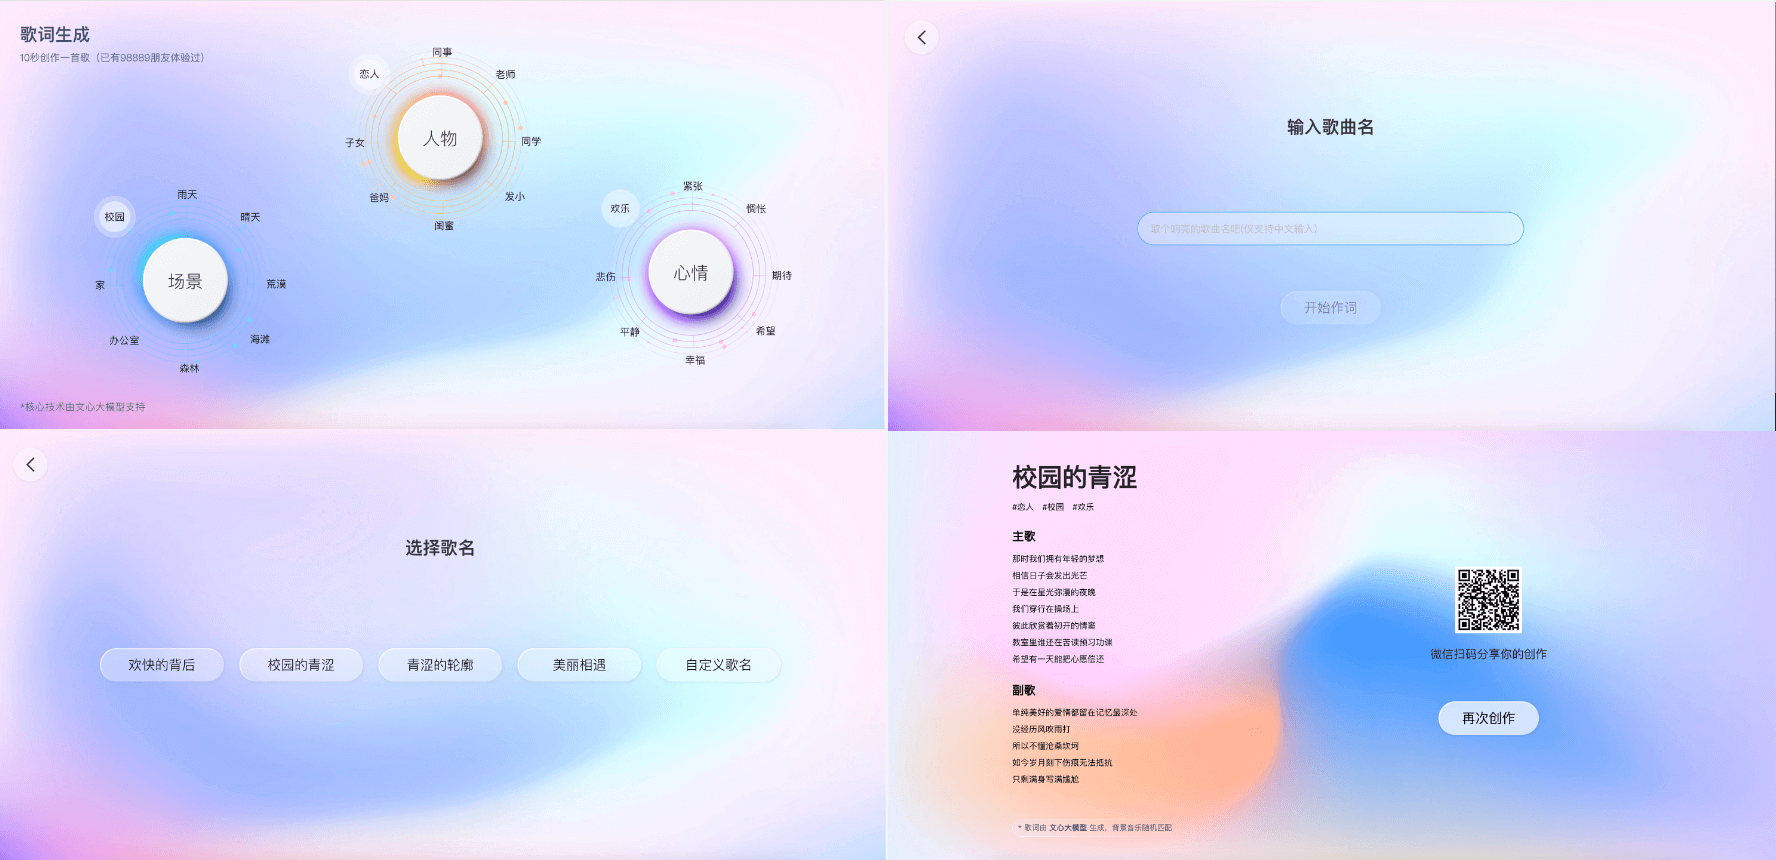 歌词生成
10秒创作一首歌（已有98889朋友体验过）
同事
恋人
老师
人物
子女
同学
爸妈
发小
闺蜜
雨天
校园
晴天
场景
家
荒漠
办公室
海滩
森林
紧张
欢乐
惆怅
心情
悲伤
期待
平静
希望
幸福
*核心技术由文心大模型支持
输入歌曲名
取个响亮的歌曲名吧(仅支持中文输入)
开始作词
选择歌名
欢快的背后
校园的青涩
青涩的轮廓
美丽相遇
自定义歌名
校园的青涩
#恋人 #校园 #欢乐
主歌
那时我们拥有年轻的梦想
相信日子会发出光芒
于是在星光弥漫的夜晚
我们穿行在操场上
彼此欣赏着初开的情窦
教室里谁还在苦读预习功课
希望有一天能把心愿偿还
副歌
单纯美好的爱情都留在记忆最深处
没经历风吹雨打
所以不懂沧桑坎坷
如今岁月刻下伤痕无法抵抗
只剩满身写满尴尬
* 歌词由 文心大模型 生成，背景音乐随机匹配
微信扫码分享你的创作
再次创作